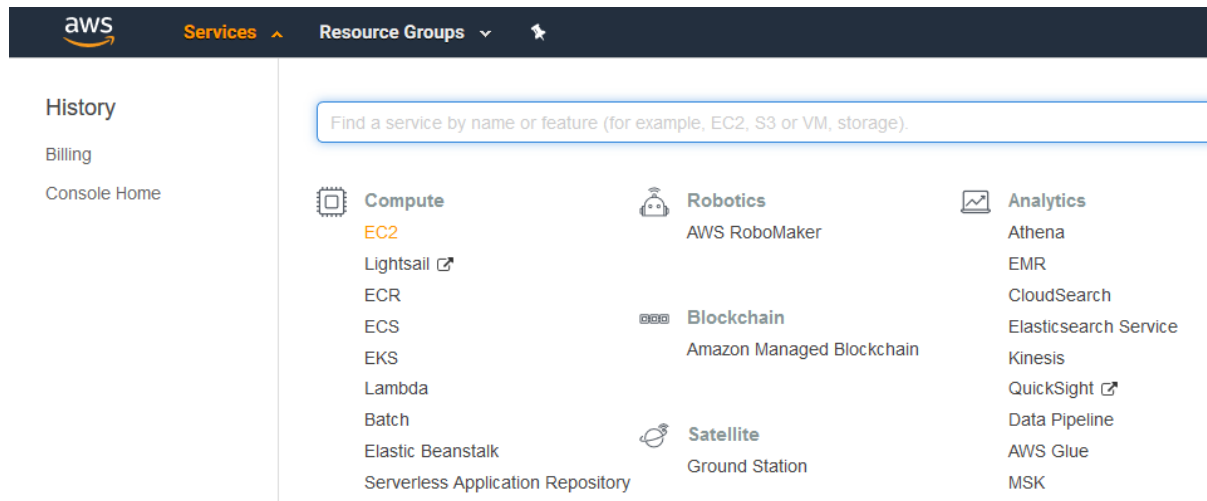 aws Services Resource Groups
History
Billing
Console Home
Find a service by name or feature (for example, EC2, S3 or VM, storage).
Compute
EC2
Lightsail
ECR
ECS
EKS
Lambda
Batch
Elastic Beanstalk
Serverless Application Repository
Robotics
AWS RoboMaker
Blockchain
Amazon Managed Blockchain
Satellite
Ground Station
Analytics
Athena
EMR
CloudSearch
Elasticsearch Service
Kinesis
QuickSight
Data Pipeline
AWS Glue
MSK